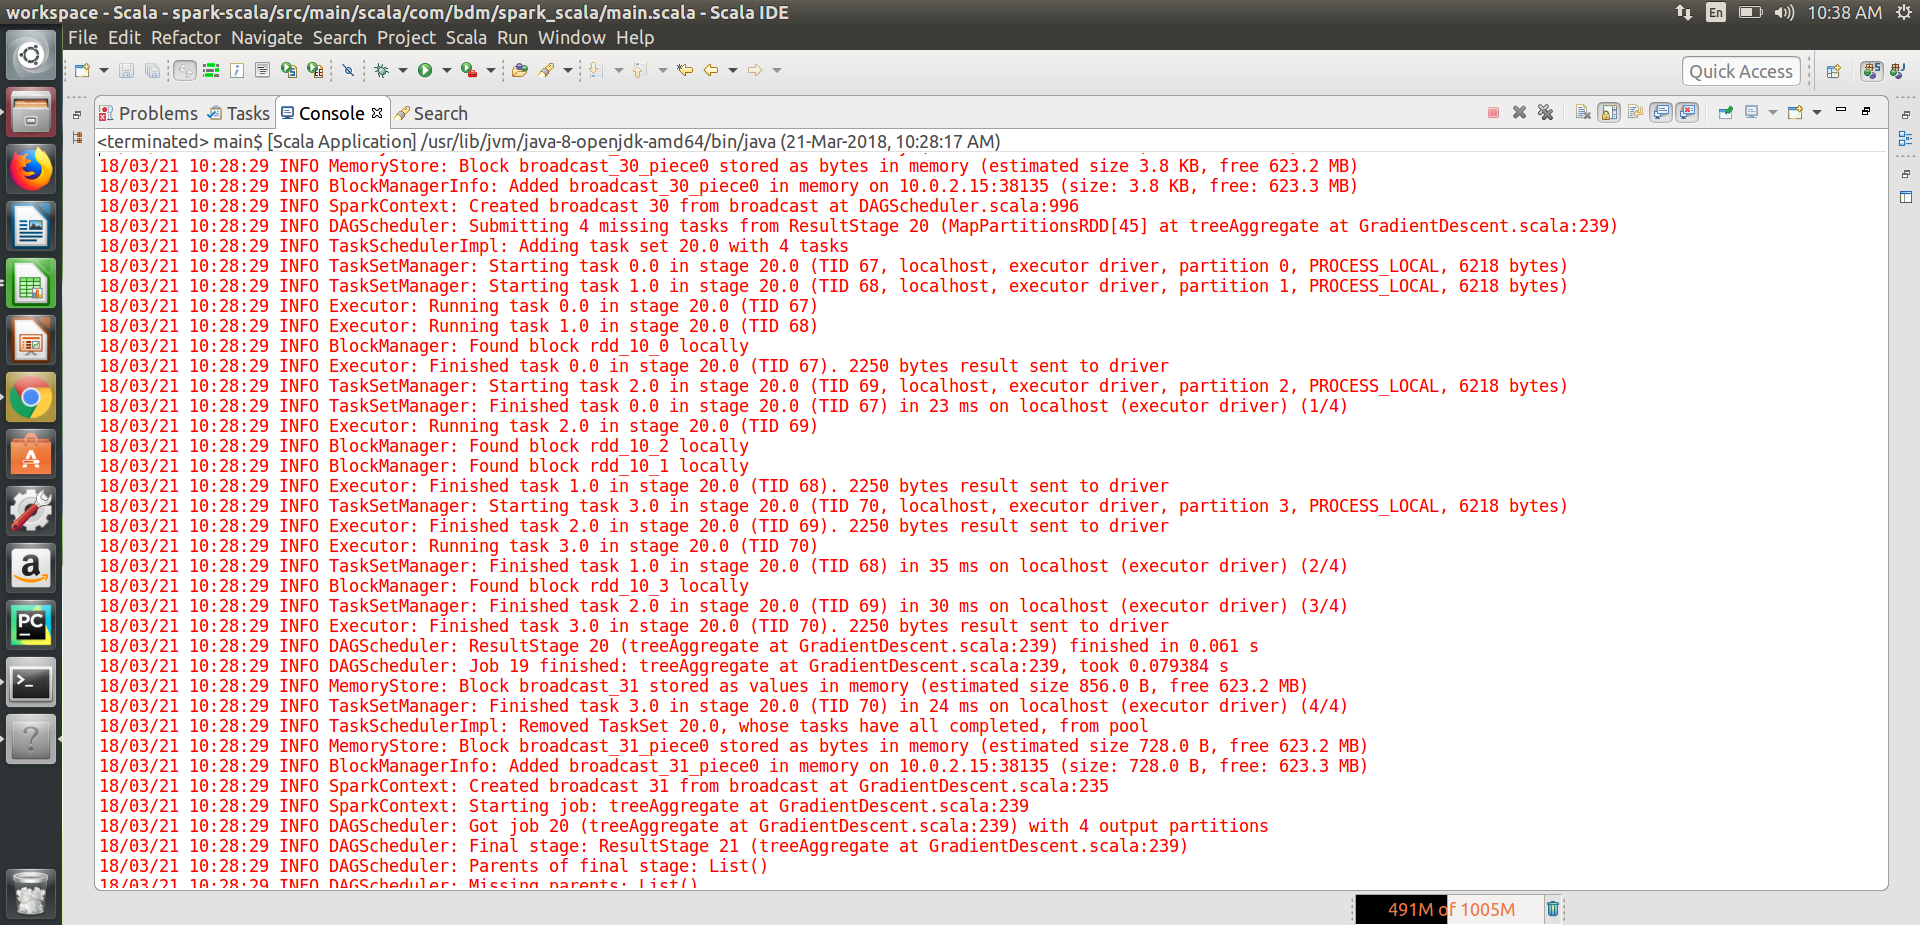 workspace - Scala - spark-scala/src/main/scala/com/bdm/spark_scala/main.scala - Scala IDE
En
10:38 AM
File Edit Refactor Navigate Search Project Scala Run Window Help
Quick Access
Problems Tasks Console Search
<terminated> main$ [Scala Application] /usr/lib/jvm/java-8-openjdk-amd64/bin/java (21-Mar-2018, 10:28:17 AM)
18/03/21 10:28:29 INFO MemoryStore: Block broadcast_30_piece0 stored as bytes in memory (estimated size 3.8 KB, free 623.2 MB)
18/03/21 10:28:29 INFO BlockManagerInfo: Added broadcast_30_piece0 in memory on 10.0.2.15:38135 (size: 3.8 KB, free: 623.3 MB)
18/03/21 10:28:29 INFO SparkContext: Created broadcast 30 from broadcast at DAGScheduler.scala:996
18/03/21 10:28:29 INFO DAGScheduler: Submitting 4 missing tasks from ResultStage 20 (MapPartitionsRDD[45] at treeAggregate at GradientDescent.scala:239)
18/03/21 10:28:29 INFO TaskSchedulerImpl: Adding task set 20.0 with 4 tasks
18/03/21 10:28:29 INFO TaskSetManager: Starting task 0.0 in stage 20.0 (TID 67, localhost, executor driver, partition 0, PROCESS_LOCAL, 6218 bytes)
18/03/21 10:28:29 INFO TaskSetManager: Starting task 1.0 in stage 20.0 (TID 68, localhost, executor driver, partition 1, PROCESS_LOCAL, 6218 bytes)
18/03/21 10:28:29 INFO Executor: Running task 0.0 in stage 20.0 (TID 67)
18/03/21 10:28:29 INFO Executor: Running task 1.0 in stage 20.0 (TID 68)
18/03/21 10:28:29 INFO BlockManager: Found block rdd_10_0 locally
18/03/21 10:28:29 INFO Executor: Finished task 0.0 in stage 20.0 (TID 67). 2250 bytes result sent to driver
18/03/21 10:28:29 INFO TaskSetManager: Starting task 2.0 in stage 20.0 (TID 69, localhost, executor driver, partition 2, PROCESS_LOCAL, 6218 bytes)
18/03/21 10:28:29 INFO TaskSetManager: Finished task 0.0 in stage 20.0 (TID 67) in 23 ms on localhost (executor driver) (1/4)
18/03/21 10:28:29 INFO Executor: Running task 2.0 in stage 20.0 (TID 69)
18/03/21 10:28:29 INFO BlockManager: Found block rdd_10_2 locally
18/03/21 10:28:29 INFO BlockManager: Found block rdd_10_1 locally
18/03/21 10:28:29 INFO Executor: Finished task 1.0 in stage 20.0 (TID 68). 2250 bytes result sent to driver
18/03/21 10:28:29 INFO TaskSetManager: Starting task 3.0 in stage 20.0 (TID 70, localhost, executor driver, partition 3, PROCESS_LOCAL, 6218 bytes)
18/03/21 10:28:29 INFO Executor: Finished task 2.0 in stage 20.0 (TID 69). 2250 bytes result sent to driver
18/03/21 10:28:29 INFO Executor: Running task 3.0 in stage 20.0 (TID 70)
18/03/21 10:28:29 INFO TaskSetManager: Finished task 1.0 in stage 20.0 (TID 68) in 35 ms on localhost (executor driver) (2/4)
18/03/21 10:28:29 INFO BlockManager: Found block rdd_10_3 locally
18/03/21 10:28:29 INFO TaskSetManager: Finished task 2.0 in stage 20.0 (TID 69) in 30 ms on localhost (executor driver) (3/4)
18/03/21 10:28:29 INFO Executor: Finished task 3.0 in stage 20.0 (TID 70). 2250 bytes result sent to driver
18/03/21 10:28:29 INFO DAGScheduler: ResultStage 20 (treeAggregate at GradientDescent.scala:239) finished in 0.061 s
18/03/21 10:28:29 INFO DAGScheduler: Job 19 finished: treeAggregate at GradientDescent.scala:239, took 0.079384 s
18/03/21 10:28:29 INFO MemoryStore: Block broadcast_31 stored as values in memory (estimated size 856.0 B, free 623.2 MB)
18/03/21 10:28:29 INFO TaskSetManager: Finished task 3.0 in stage 20.0 (TID 70) in 24 ms on localhost (executor driver) (4/4)
18/03/21 10:28:29 INFO TaskSchedulerImpl: Removed TaskSet 20.0, whose tasks have all completed, from pool
18/03/21 10:28:29 INFO MemoryStore: Block broadcast_31_piece0 stored as bytes in memory (estimated size 728.0 B, free 623.2 MB)
18/03/21 10:28:29 INFO BlockManagerInfo: Added broadcast_31_piece0 in memory on 10.0.2.15:38135 (size: 728.0 B, free: 623.3 MB)
18/03/21 10:28:29 INFO SparkContext: Created broadcast 31 from broadcast at GradientDescent.scala:235
18/03/21 10:28:29 INFO SparkContext: Starting job: treeAggregate at GradientDescent.scala:239
18/03/21 10:28:29 INFO DAGScheduler: Got job 20 (treeAggregate at GradientDescent.scala:239) with 4 output partitions
18/03/21 10:28:29 INFO DAGScheduler: Final stage: ResultStage 21 (treeAggregate at GradientDescent.scala:239)
18/03/21 10:28:29 INFO DAGScheduler: Parents of final stage: List()
18/03/21 10:28:29 INFO DAGScheduler: Missing parents: List()
491M of 1005M
PC